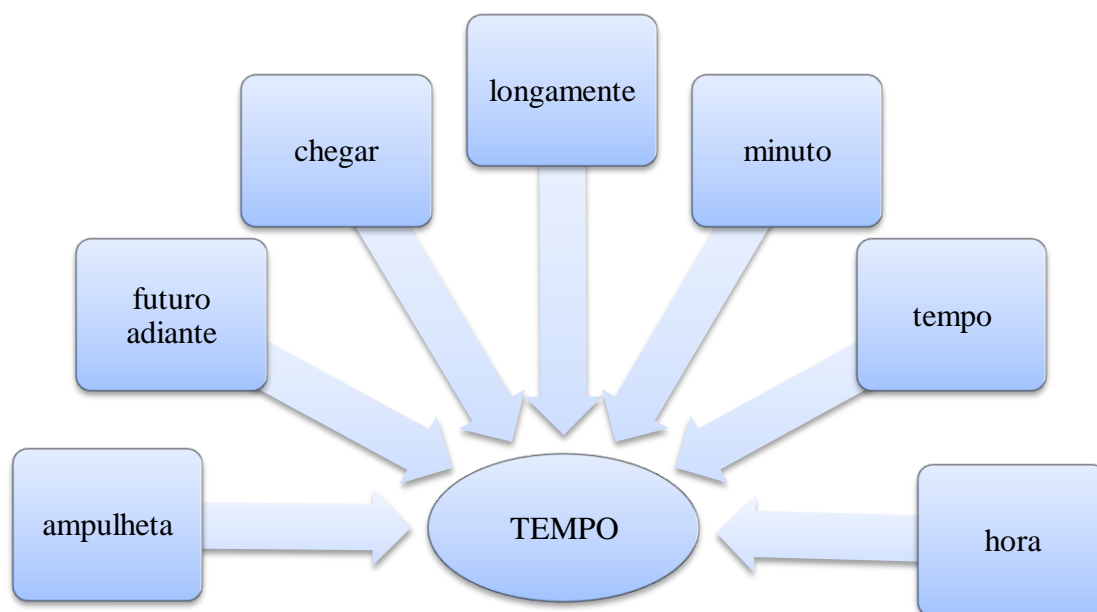 longamente
chegar
minuto
futuro
adiante
tempo
ampulheta
TEMPO
hora